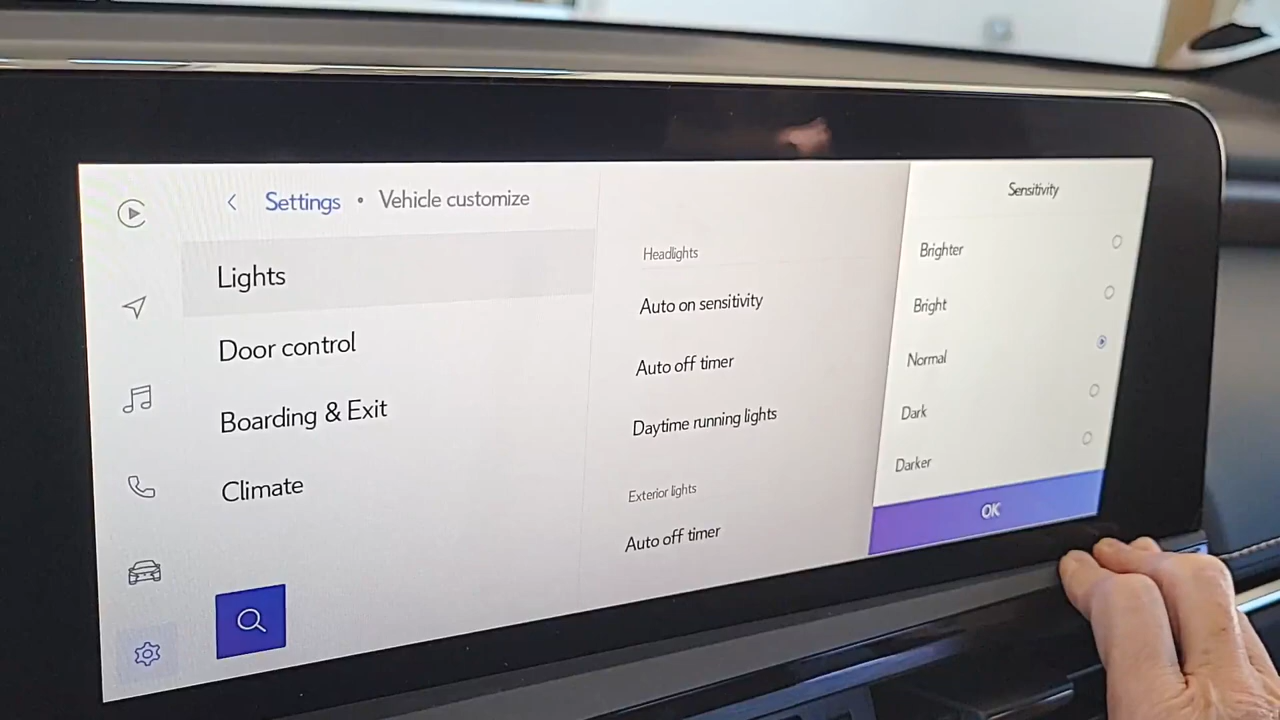 Settings • Vehicle customize
Lights
Door control
Boarding & Exit
Climate
Headlights
Auto on sensitivity
Auto off timer
Daytime running lights
Exterior lights
Auto off timer
Sensitivity
Brighter
Bright
Normal
Dark
Darker
OK